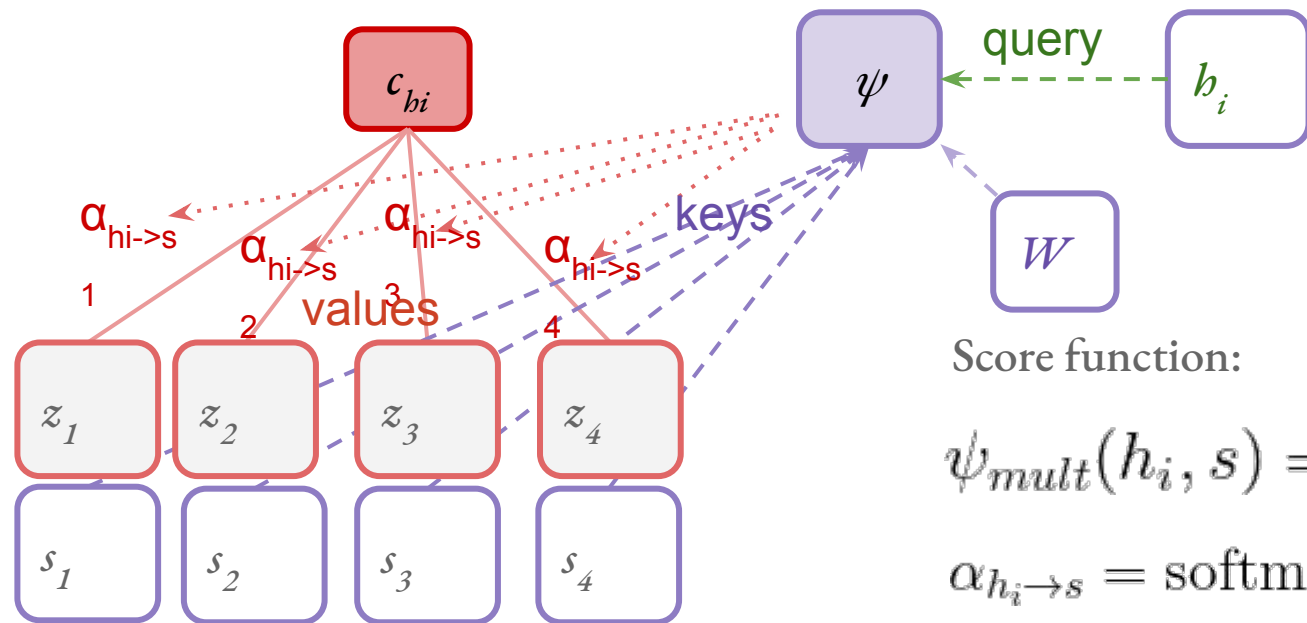 query
c_hi
ψ
h_i
α_hi->s
α_hi->s
α_hi->s
α_hi->s
keys
W
1
2
values
3
4
Score function:
z_1
z_2
z_3
z_4
ψ_mult(h_i, s) =
s_1
s_2
s_3
s_4
α_{h_i→s} = softm